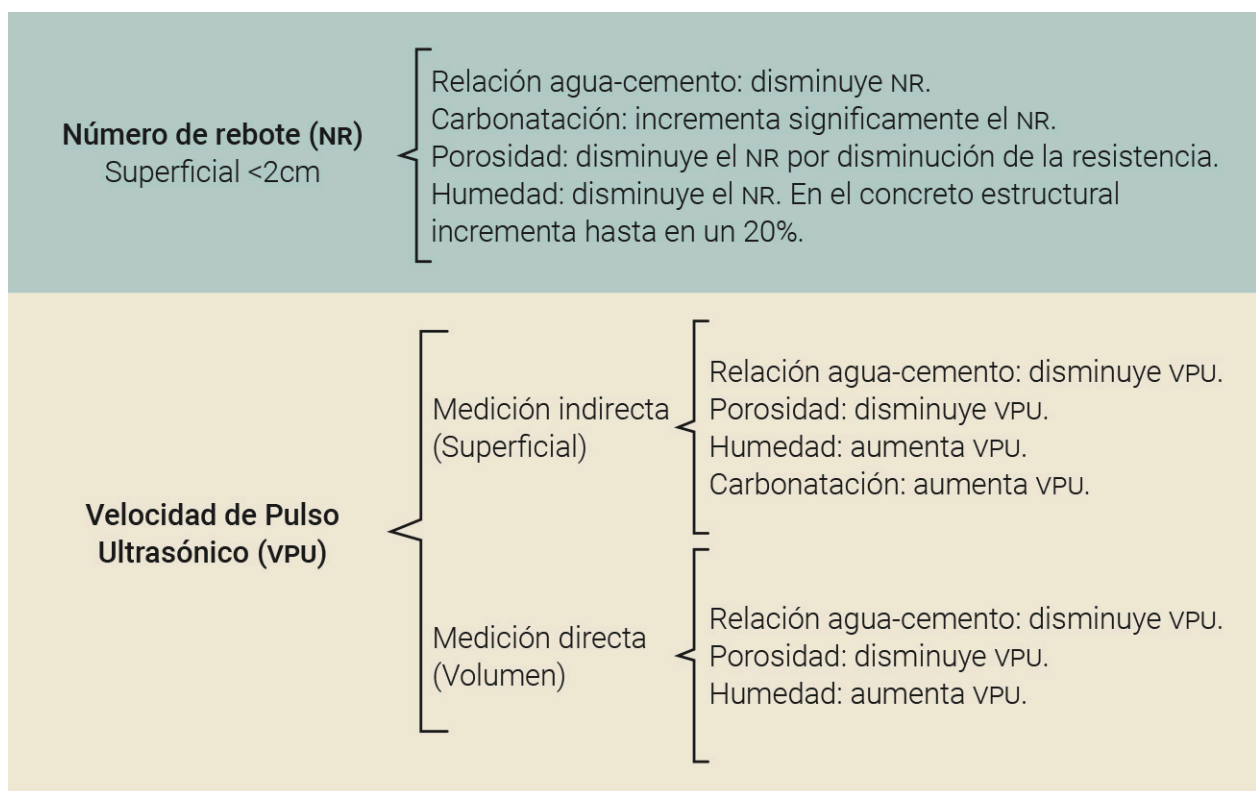 Número de rebote (NR)
Superficial <2cm
Relación agua-cemento: disminuye NR.
Carbonatación: incrementa significamente el NR.
Porosidad: disminuye el NR por disminución de la resistencia.
Humedad: disminuye el NR. En el concreto estructural
incrementa hasta en un 20%.
Velocidad de Pulso
Ultrasónico (VPU)
Medición indirecta
(Superficial)
Relación agua-cemento: disminuye VPU.
Porosidad: disminuye VPU.
Humedad: aumenta VPU.
Carbonatación: aumenta VPU.
Medición directa
(Volumen)
Relación agua-cemento: disminuye VPU.
Porosidad: disminuye VPU.
Humedad: aumenta VPU.